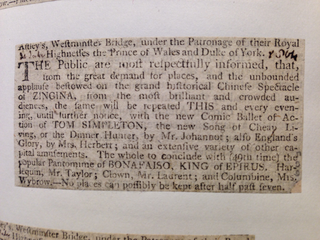 Astley's, Westminster Bridge, under the Patronage of their Royal
Highnesses the Prince of Wales and Duke of York.
THE Public are most respectfully informed, that,
from the great demand for places, and the unbounded
applause bestowed on the grand historical Chinese Spectacle
of ZINGINA, from the most brilliant and crowded au-
diences, the same will be repeated THIS and every even-
ing, until further notice, with the new Comic Ballet of Ac-
tion of TOM SIMPLETON, the new Song of Cheap Li-
ving, or the Dinner Hunter, by Mr. Johannot; also England's
Glory, by Mrs. Herbert; and an extensive variety of other ca-
pital amusements. The whole to conclude with (49th time) the
popular Pantomime of BONAFAISO, KING of EPIRUS. Har-
lequin, Mr. Taylor; Clown, Mr. Laurent; and Columbine, Mrs.
Wybrow.—No places can possibly be kept after half past seven.
Westminster Bridge, under the Patronage of